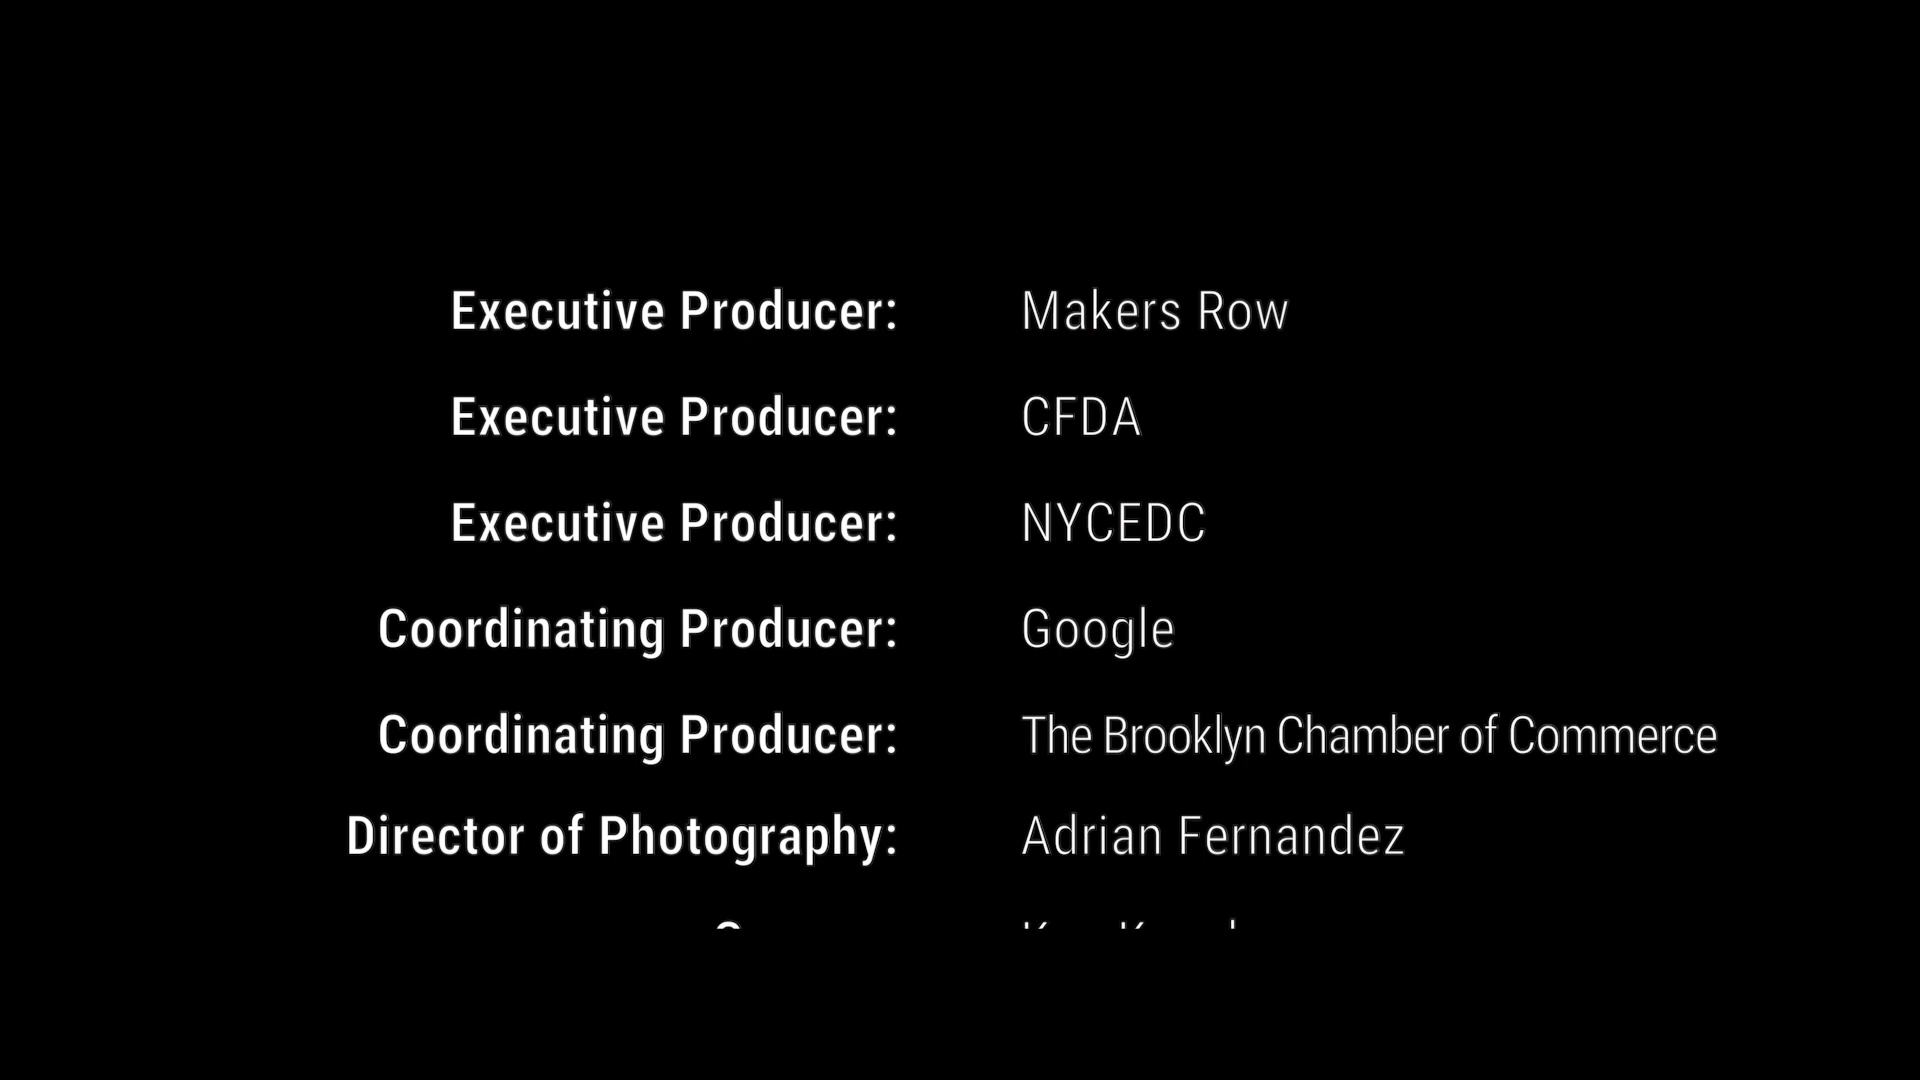 Executive Producer: Makers Row
Executive Producer: CFDA
Executive Producer: NYCEDC
Coordinating Producer: Google
Coordinating Producer: The Brooklyn Chamber of Commerce
Director of Photography: Adrian Fernandez